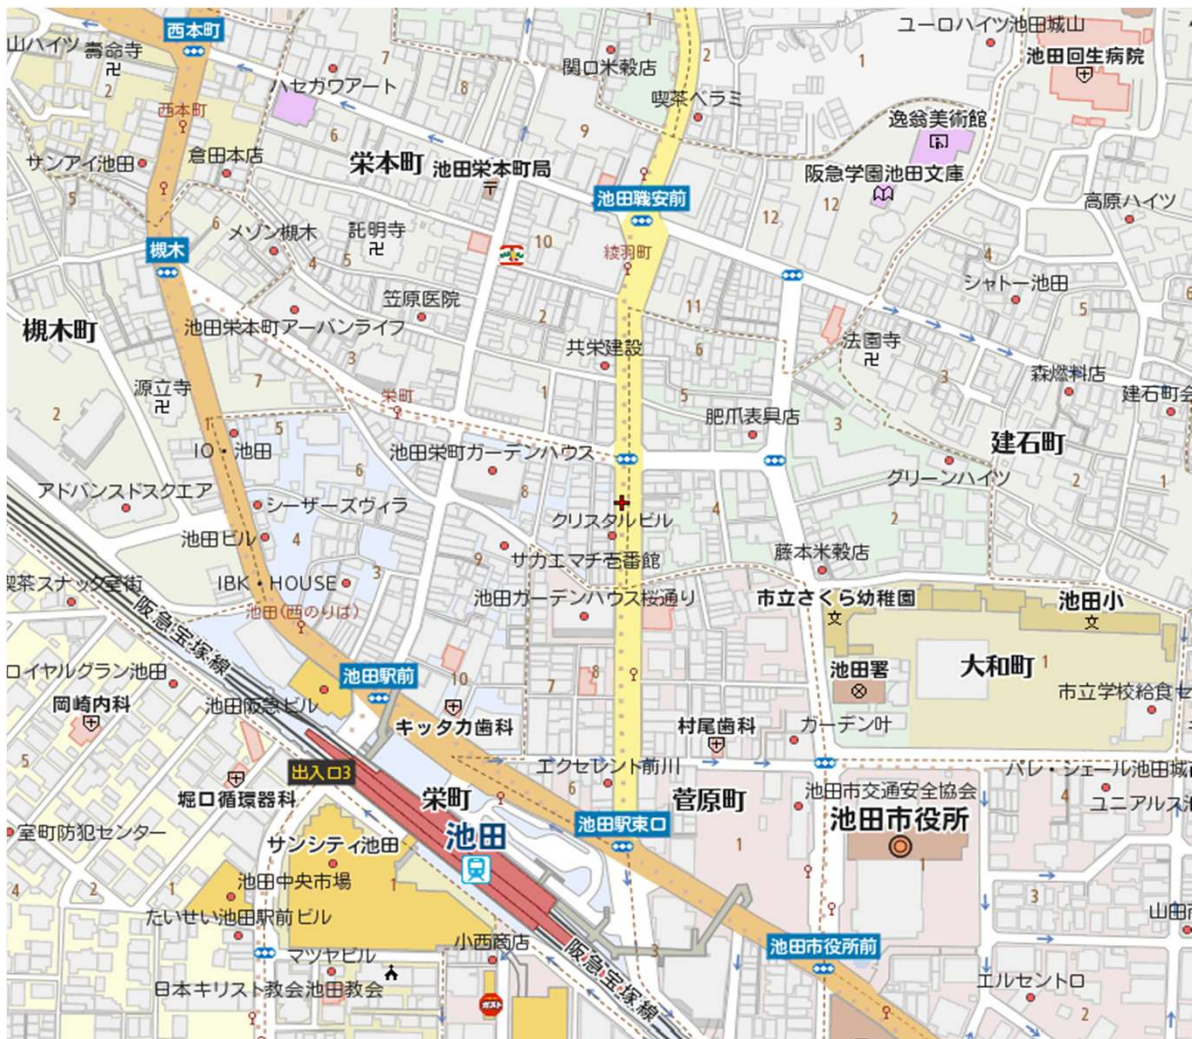 西本町
ユーロハイツ池田城山
山ハイツ
壽命寺
関口米穀店
池田回生病院
ハセカワアート
喫茶ベラミ
西本町
逸翁美術館
サンアイ池田
倉田本店
栄本町
池田栄本町局
阪急学園池田文庫
池田職安前
高原ハイツ
槻木
メゾン槻木
託明寺
綾羽町
シャトー池田
笠原医院
槻木町
池田栄本町アーバンライフ
共栄建設
法園寺
森燃料店
源立寺
栄町
建石町会
肥爪表具店
建石町
IO・池田
池田栄町ガーデンハウス
グリーンハイツ
アドバンスドスクエア
シーザーズヴィラ
クリスタルビル
池田ビル
サカエマチ壱番館
藤本米穀店
喫茶スナック室街
IBK・HOUSE
池田ガーデンハウス桜通り
市立さくら幼稚園
池田小
池田(西のりば)
阪急宝塚線
ロイヤルグラン池田
池田駅前
池田署
大和町
岡崎内科
池田阪急ビル
市立学校給食セ
キッタカ歯科
村尾歯科
ガーデン叶
出入口3
エクセレント前川
パレ・シェール池田城南
堀口循環器科
栄町
菅原町
池田市交通安全協会
ユニアルス池
室町防犯センター
サンシティ池田
池田
池田駅東口
池田市役所
池田中央市場
たいせい池田駅前ビル
山田
小西商店
池田市役所前
マツヤビル
阪急宝塚線
日本キリスト教会池田教会
ガスト
エルセントロ